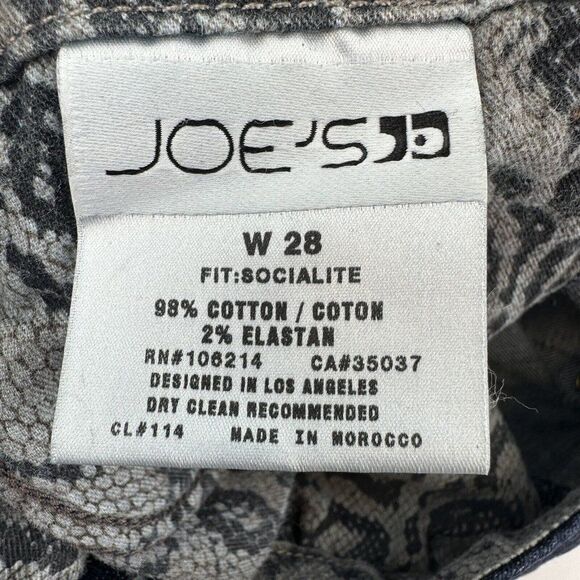 JOE'S
W 28
FIT:SOCIALITE
98% COTTON / COTON
2% ELASTAN
RN#106214 CA#35037
DESIGNED IN LOS ANGELES
DRY CLEAN RECOMMENDED
CL#114 MADE IN MOROCCO